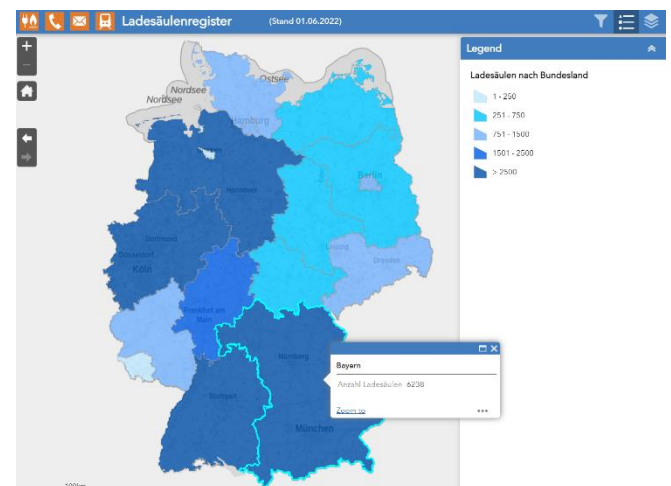 Ladesäulenregister (Stand 01.06.2022)
Legend
Ladesäulen nach Bundesland
1 - 250
251 - 750
751 - 1500
1501 - 2500
> 2500
Ostsee
Nordsee
Nordsee
Hamburg
Berlin
Hannover
Dortmund
Düsseldorf
Köln
Leipzig
Dresden
Frankfurt am
Main
Nürnberg
Stuttgart
München
Bayern
Anzahl Ladesäulen 6238
Zoom to
100km